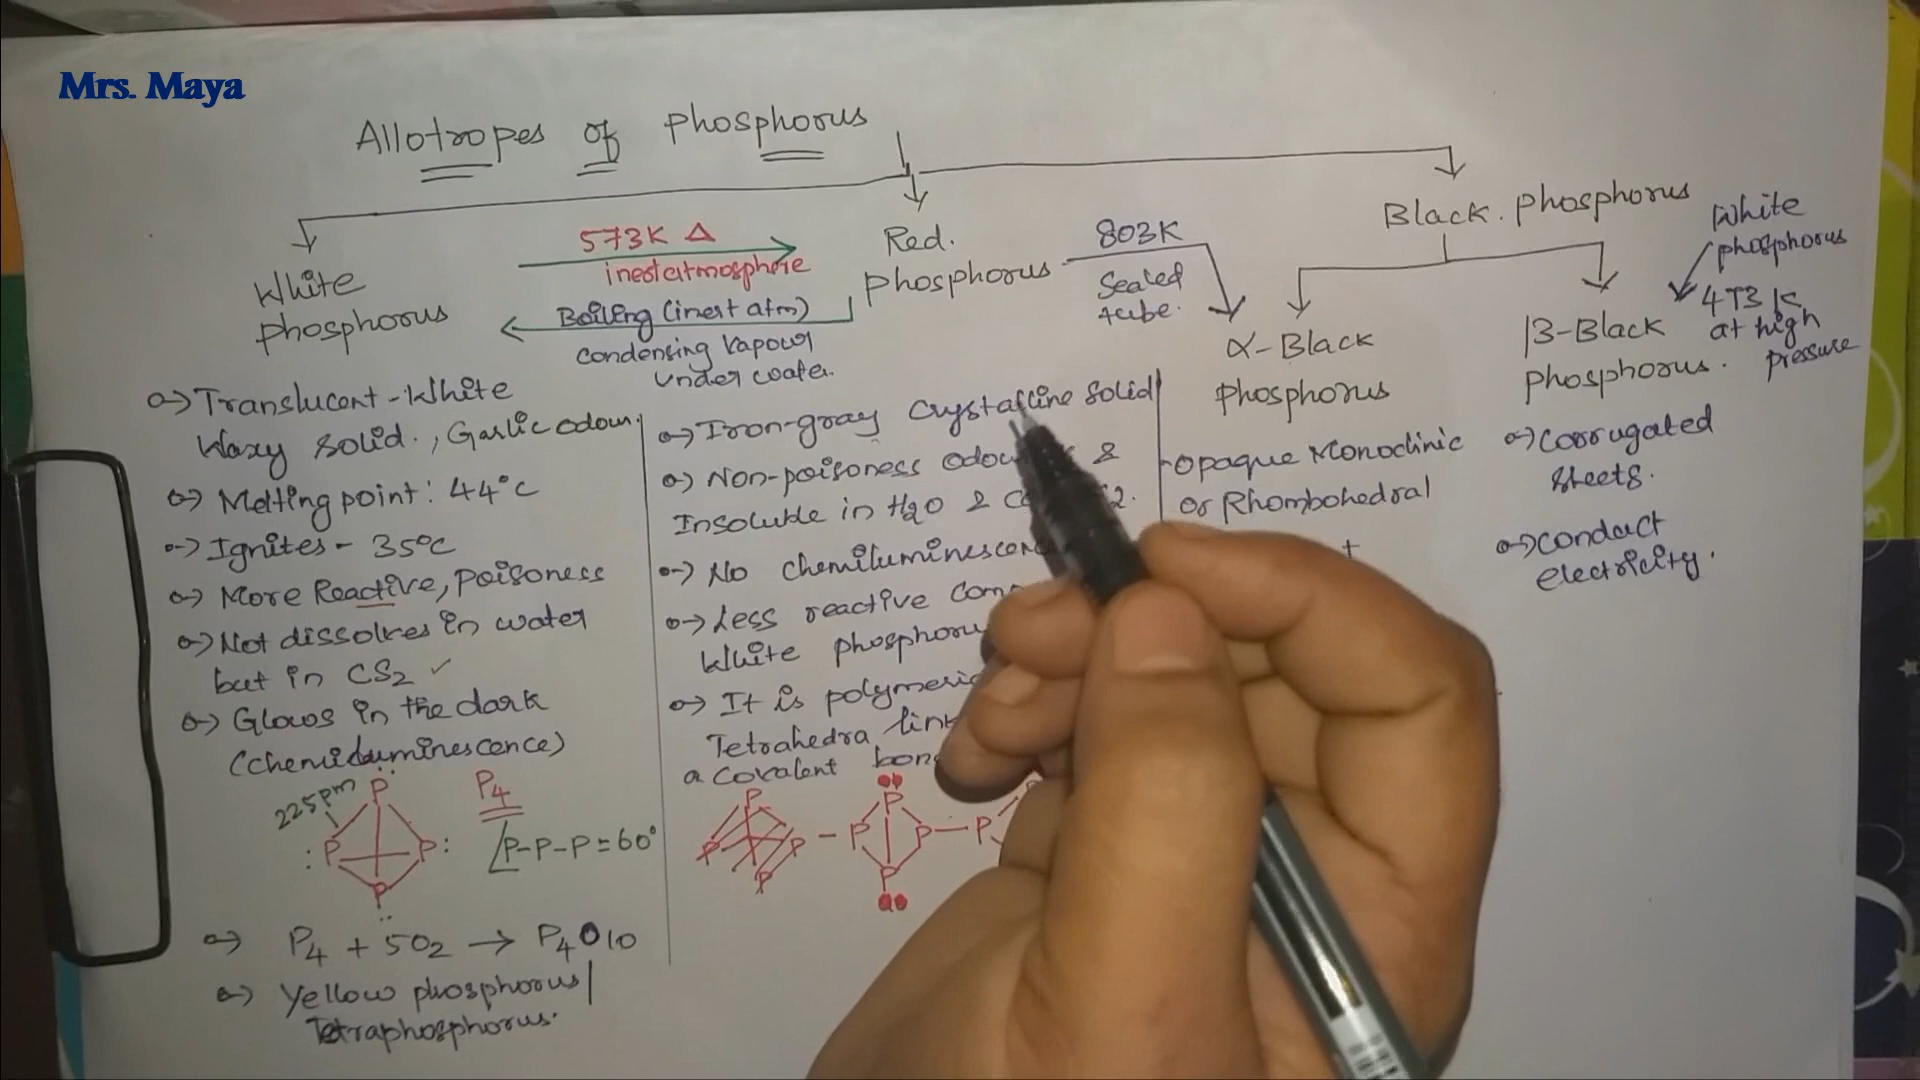 Mrs. Maya
Allotropes of phosphorus
573K Δ
inert atmosphere
Boiling (inert atm)
condensing vapour
under water.
White
phosphorus
Red.
phosphorus
803K
Sealed
tube.
Black. phosphorus
α-Black
phosphorus
β-Black
phosphorus.
White
phosphorus
473 K
at high
pressure
Translucent-White
Waxy solid., Garlic odour.
Melting point: 44°C
Ignites - 35°C
More Reactive, poisoness
Not dissolves in water
but in CS2 ✓
Glows in the dark
(chemiluminescence)
225pm
P
P
P
P
P4
∠P-P-P = 60°
P4 + 5O2 → P4O10
Yellow phosphorus/
Tetraphosphorus.
Iron-gray crystalline solid
Non-poisoness &
Insoluble in H2O &
No
Less reactive
White
It is
Tetrahedra
a covalent
P
P
P
P
-
P
P
P
P
-
P
opaque Monoclinic
or Rhombohedral
corrugated
sheets.
conduct
electricity.